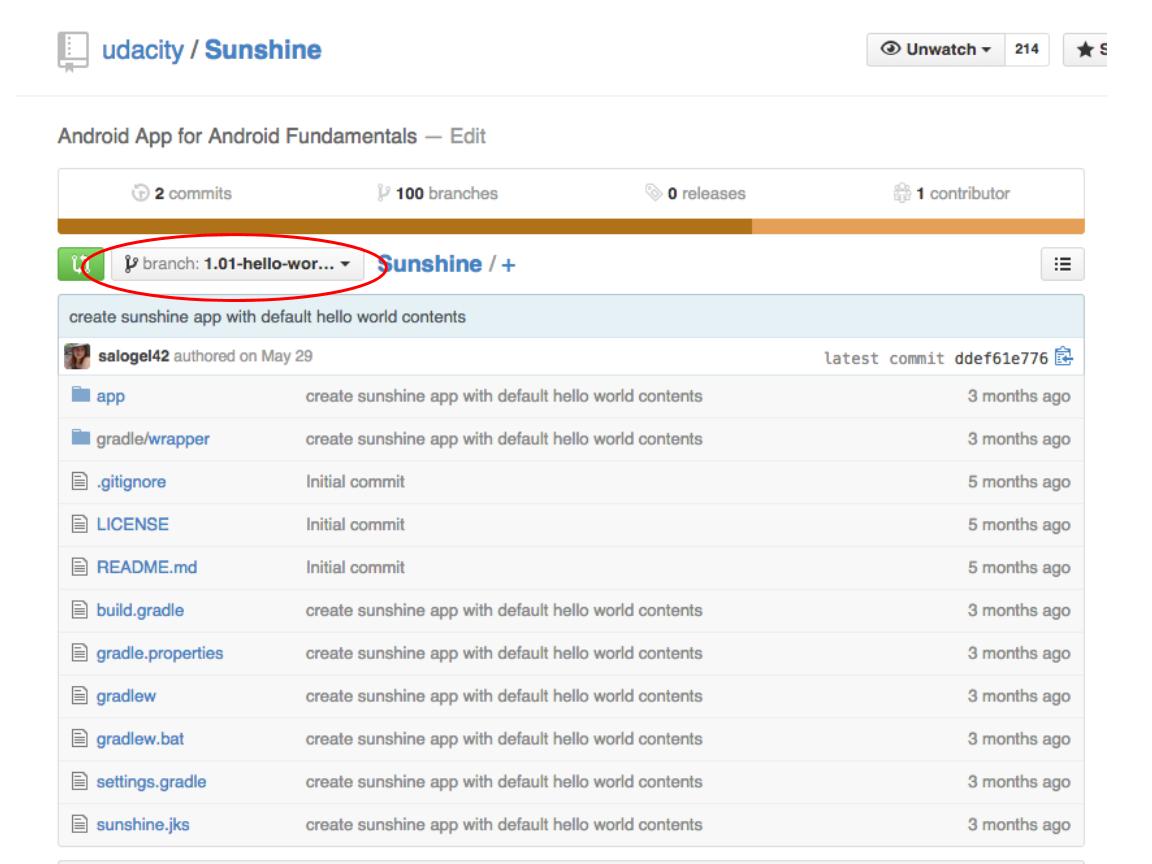 udacity / Sunshine
Unwatch 214
Android App for Android Fundamentals — Edit
2 commits 100 branches 0 releases 1 contributor
branch: 1.01-hello-wor... Sunshine / +
create sunshine app with default hello world contents
salogel42 authored on May 29 latest commit ddef61e776
app create sunshine app with default hello world contents 3 months ago
gradle/wrapper create sunshine app with default hello world contents 3 months ago
.gitignore Initial commit 5 months ago
LICENSE Initial commit 5 months ago
README.md Initial commit 5 months ago
build.gradle create sunshine app with default hello world contents 3 months ago
gradle.properties create sunshine app with default hello world contents 3 months ago
gradlew create sunshine app with default hello world contents 3 months ago
gradlew.bat create sunshine app with default hello world contents 3 months ago
settings.gradle create sunshine app with default hello world contents 3 months ago
sunshine.jks create sunshine app with default hello world contents 3 months ago